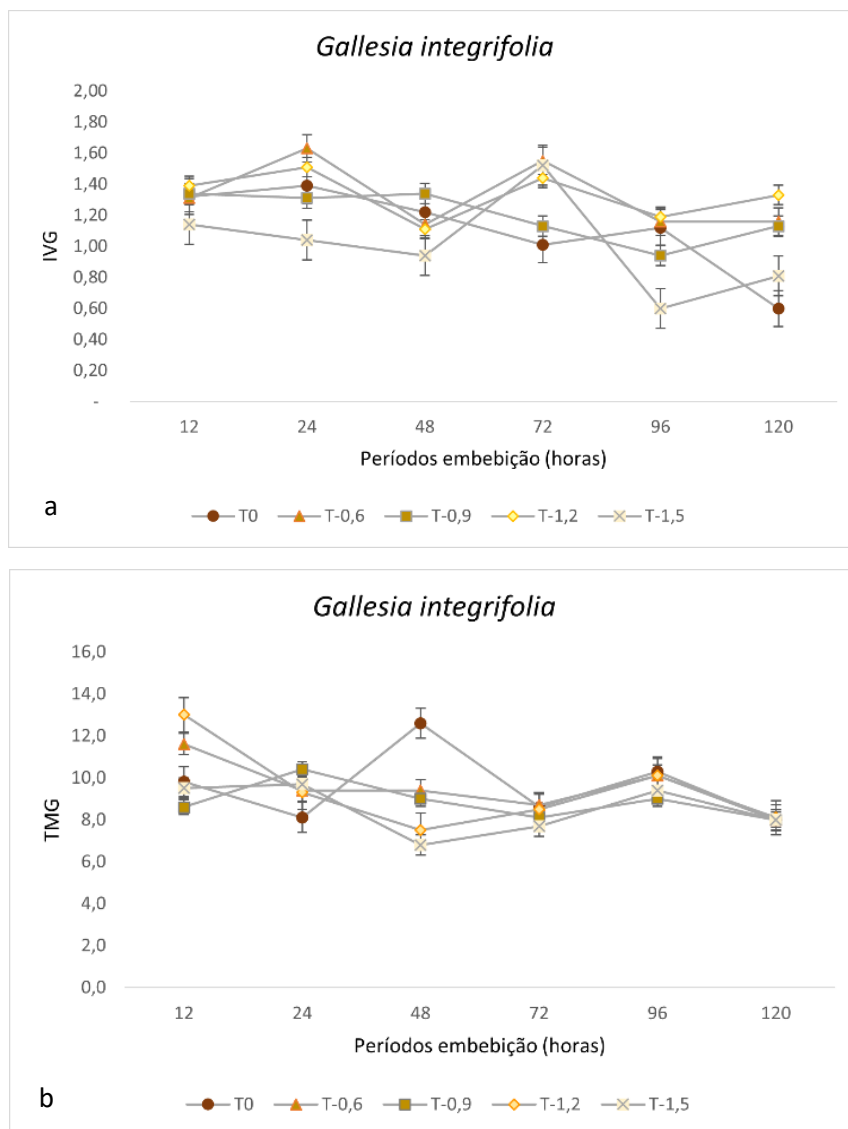 Gallesia integrifolia
2,00
1,80
1,60
1,40
1,20
1,00
0,80
0,60
0,40
0,20
-
IVG
12 24 48 72 96 120
Períodos embebição (horas)
a
T0 T-0,6 T-0,9 T-1,2 T-1,5
Gallesia integrifolia
16,0
14,0
12,0
10,0
8,0
6,0
4,0
2,0
0,0
TMG
12 24 48 72 96 120
Períodos embebição (horas)
b
T0 T-0,6 T-0,9 T-1,2 T-1,5